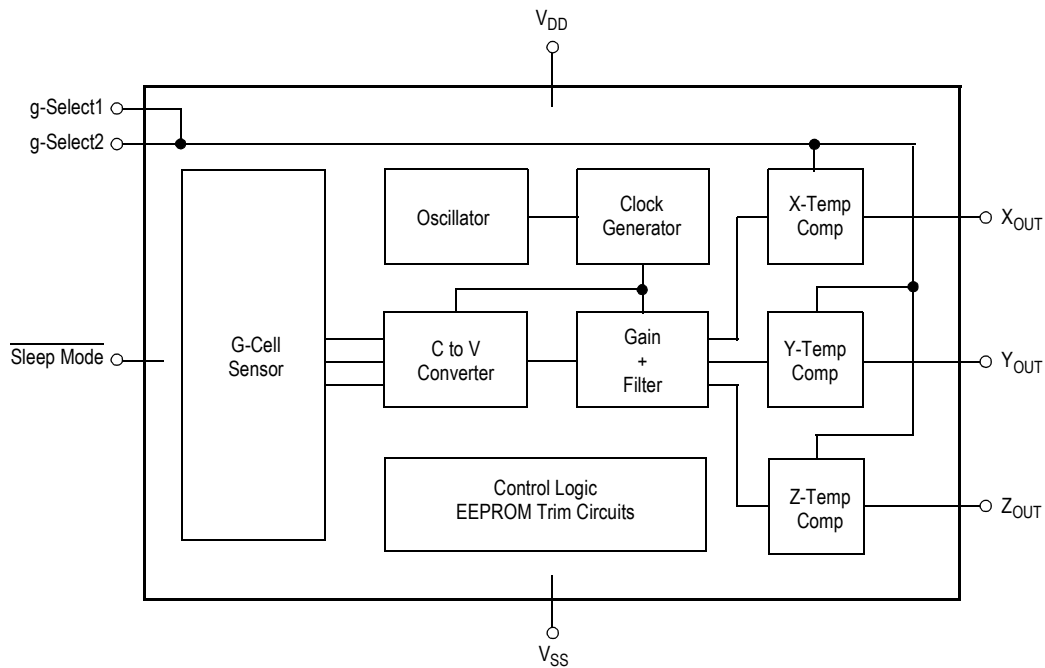 VDD
g-Select1
g-Select2
Oscillator
Clock
Generator
X-Temp
Comp
XOUT
Sleep Mode
G-Cell
Sensor
C to V
Converter
Gain
+
Filter
Y-Temp
Comp
YOUT
Control Logic
EEPROM Trim Circuits
Z-Temp
Comp
ZOUT
VSS